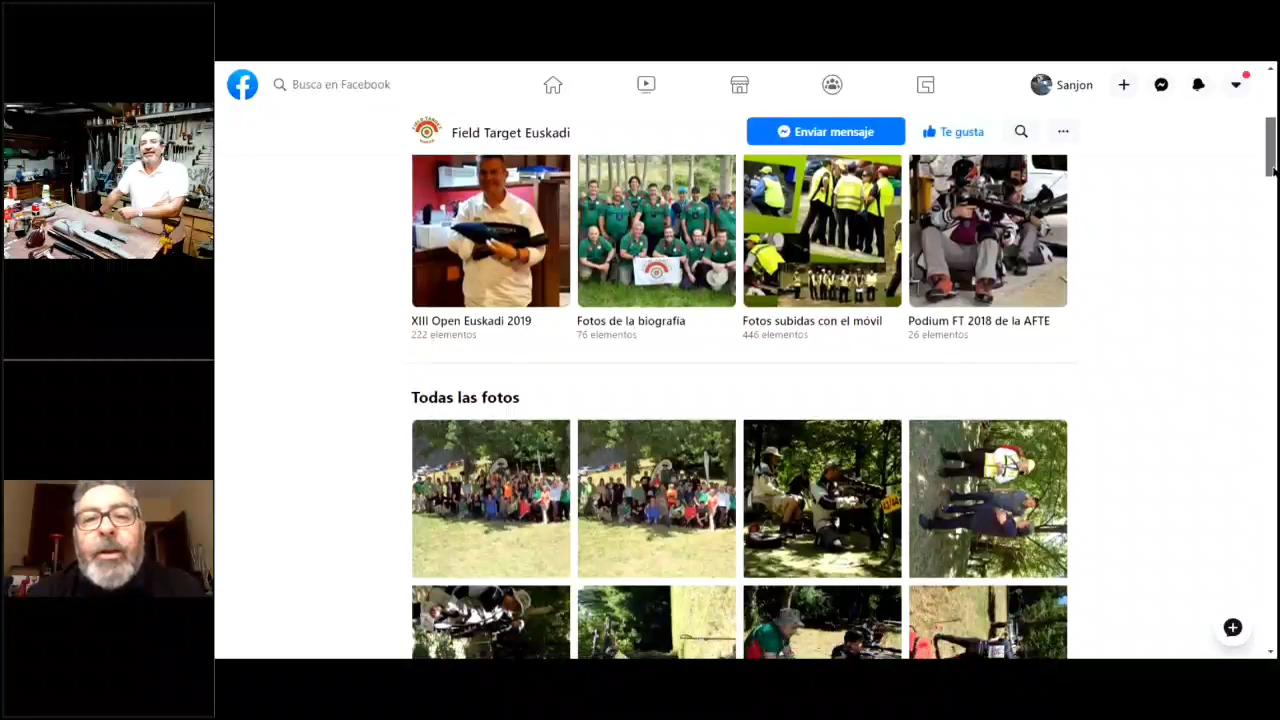 Busca en Facebook
Sanjon
Field Target Euskadi
Enviar mensaje
Te gusta
XIII Open Euskadi 2019
222 elementos
Fotos de la biografía
76 elementos
Fotos subidas con el móvil
446 elementos
Podium FT 2018 de la AFTE
26 elementos
Todas las fotos